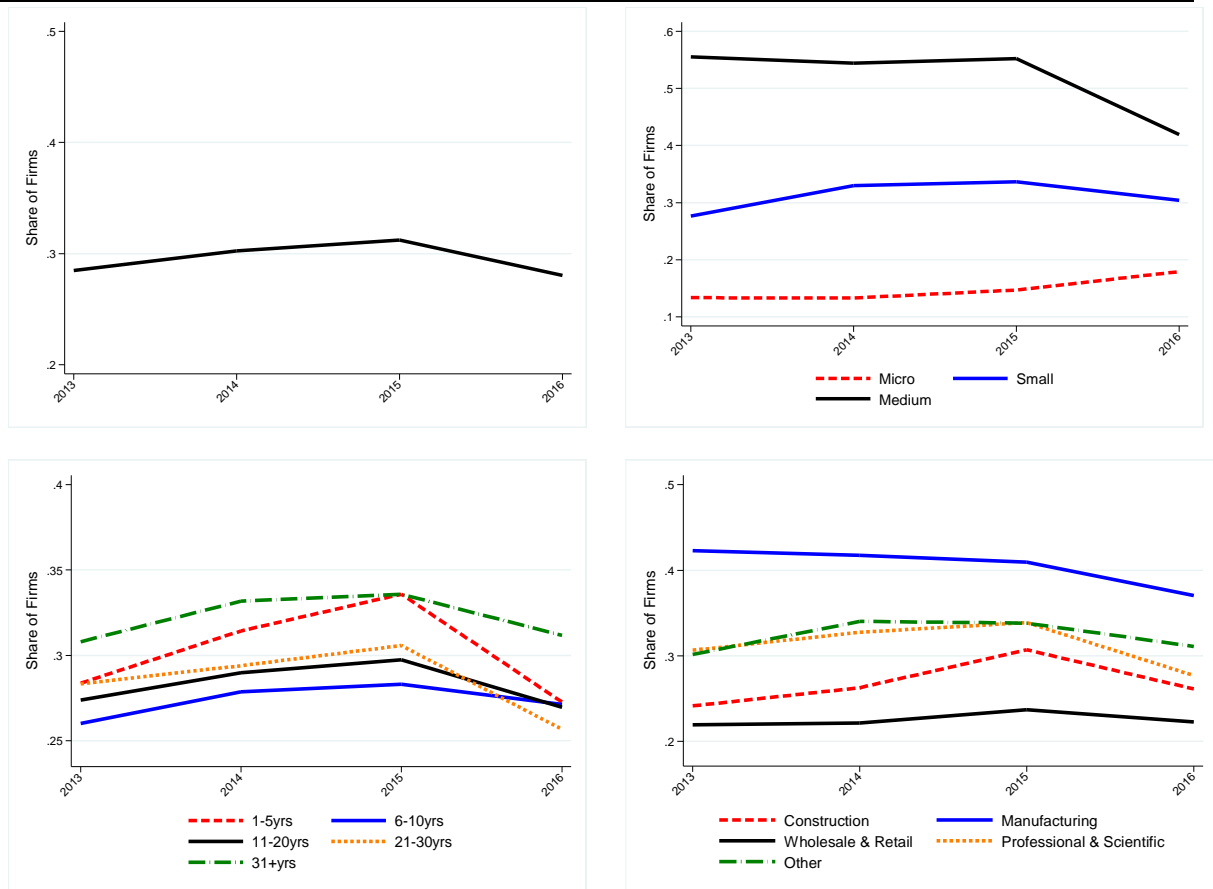 .5
.4
.3
.2
Share of Firms
2013
2014
2015
2016
.6
.5
.4
.3
.2
.1
Share of Firms
2013
2014
2015
2016
Micro
Small
Medium
.4
.35
.3
.25
Share of Firms
2013
2014
2015
2016
1-5yrs
6-10yrs
11-20yrs
21-30yrs
31+yrs
.5
.4
.3
.2
Share of Firms
2013
2014
2015
2016
Construction
Manufacturing
Wholesale & Retail
Professional & Scientific
Other